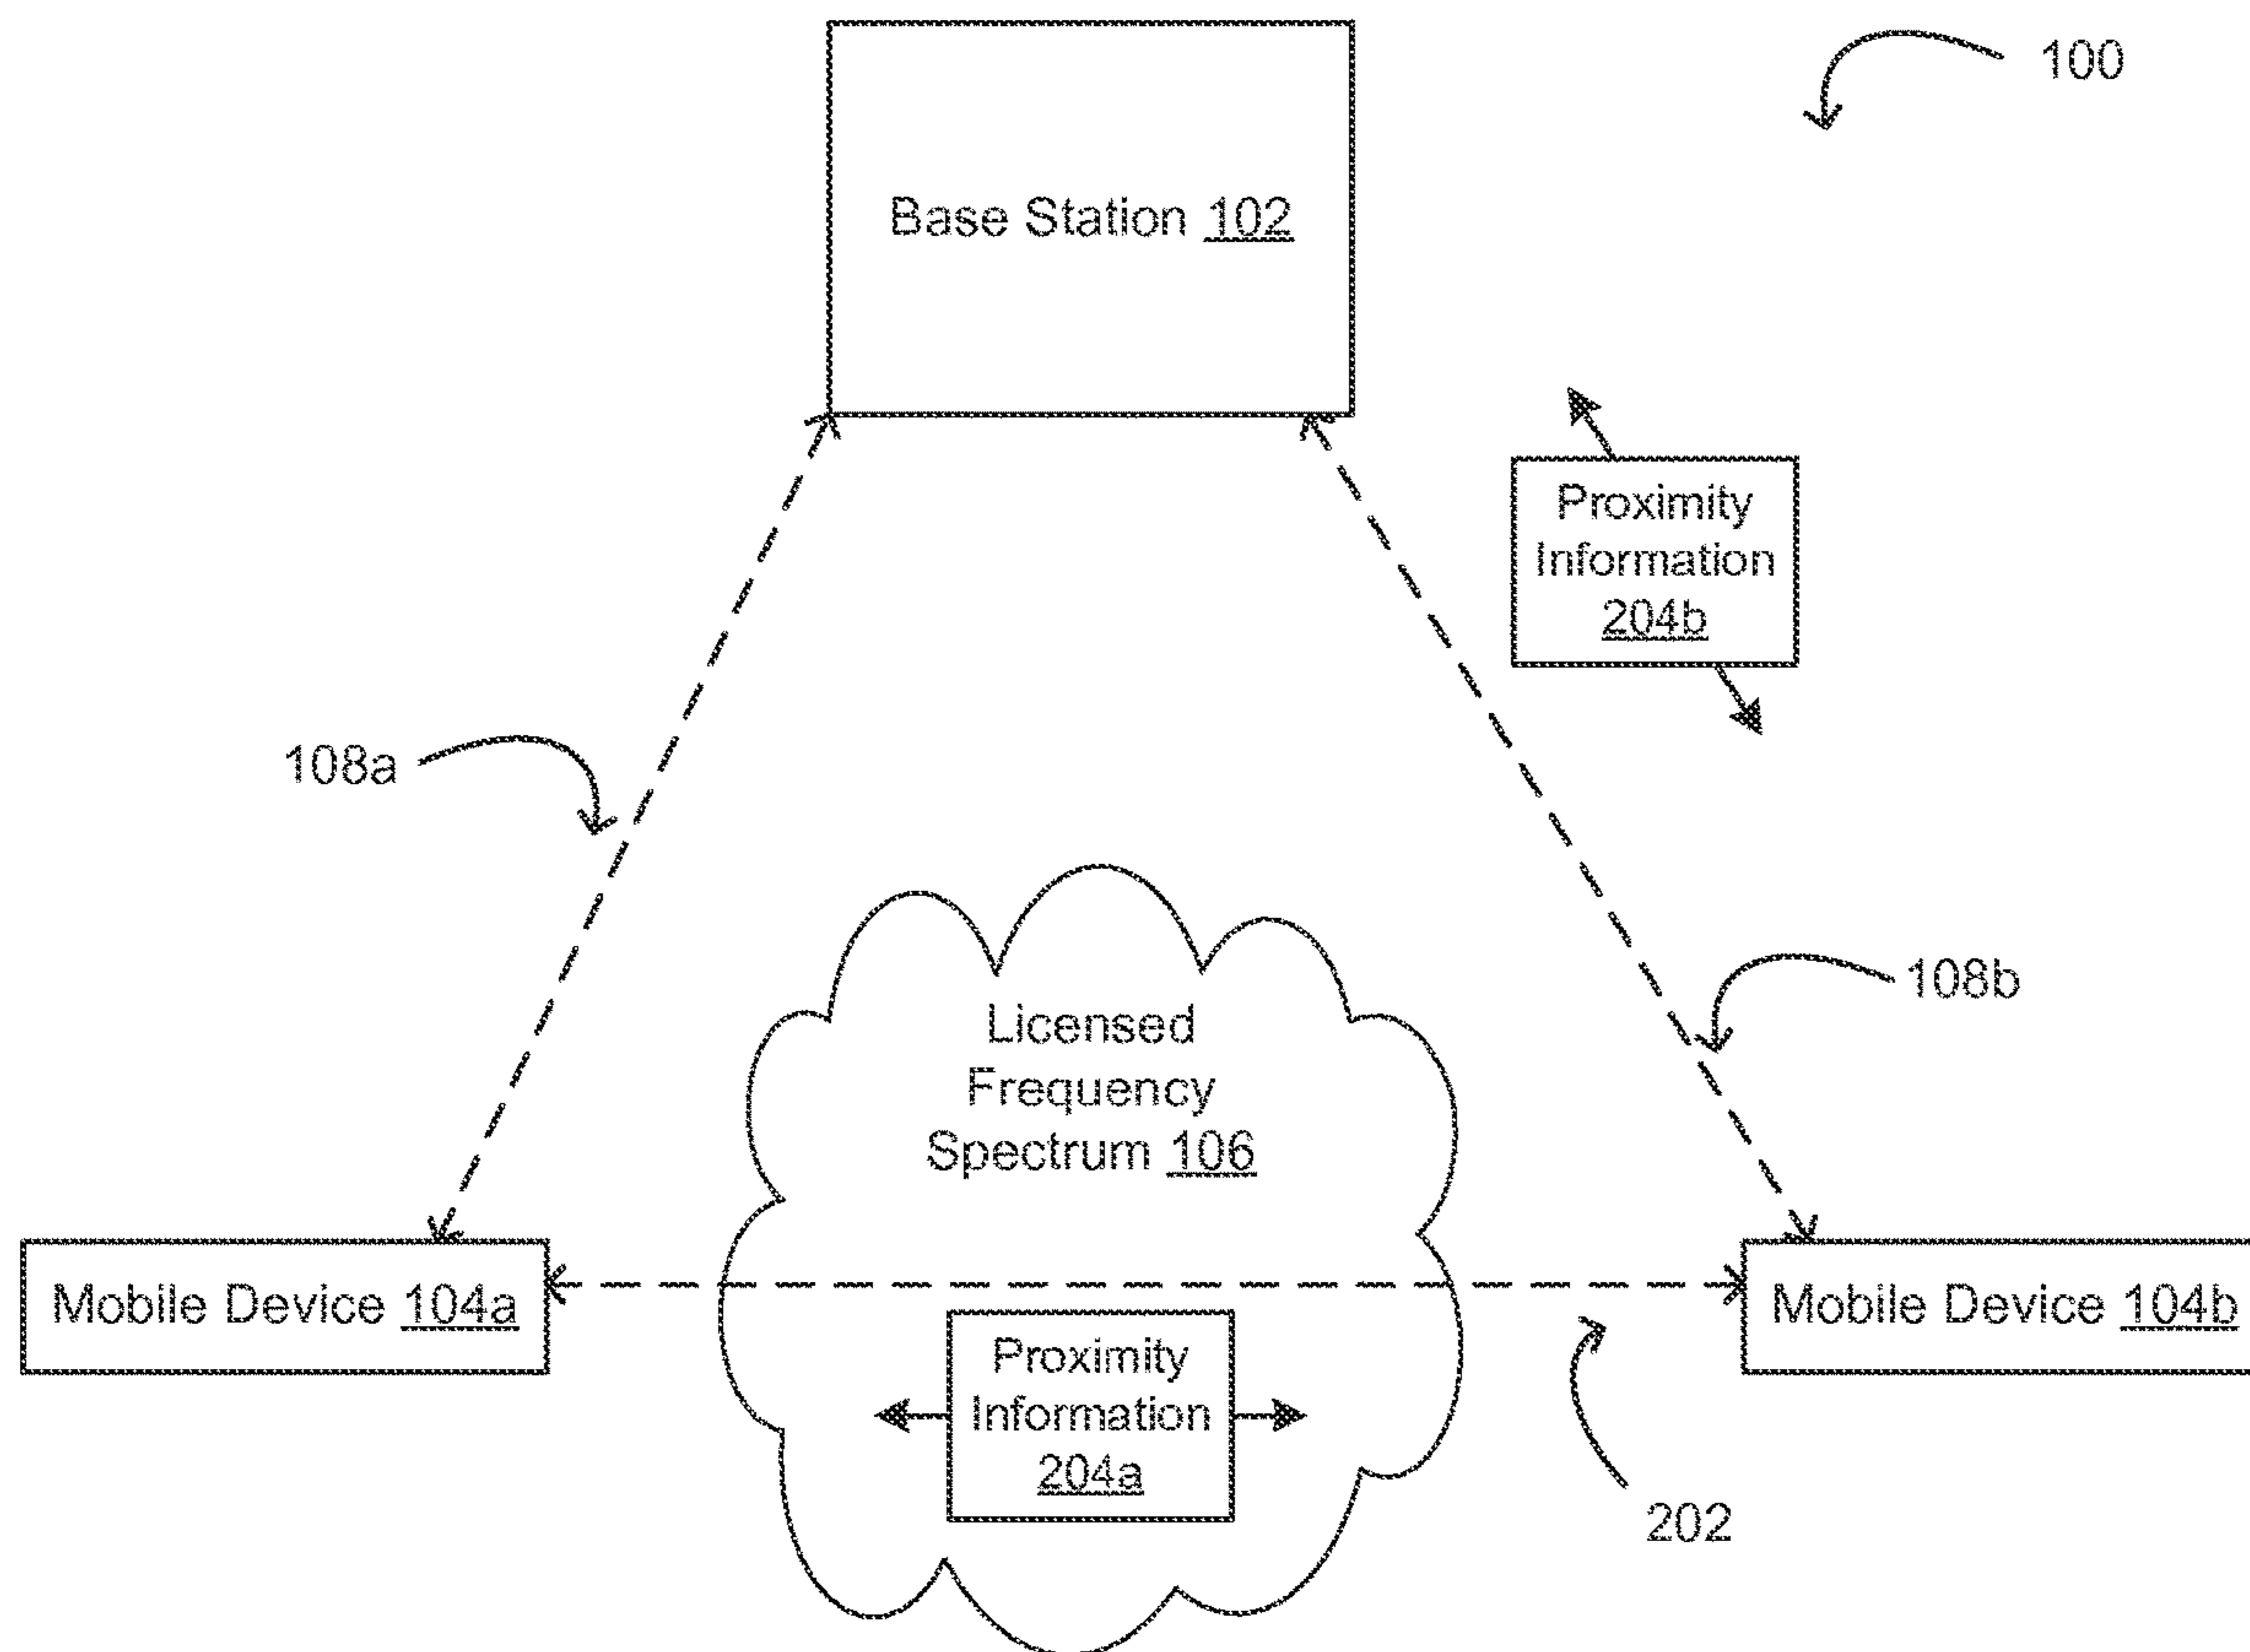 100
Base Station 102
Proximity
Information
204b
108a
108b
Licensed
Frequency
Spectrum 106
Mobile Device 104a
Mobile Device 104b
Proximity
Information
204a
202